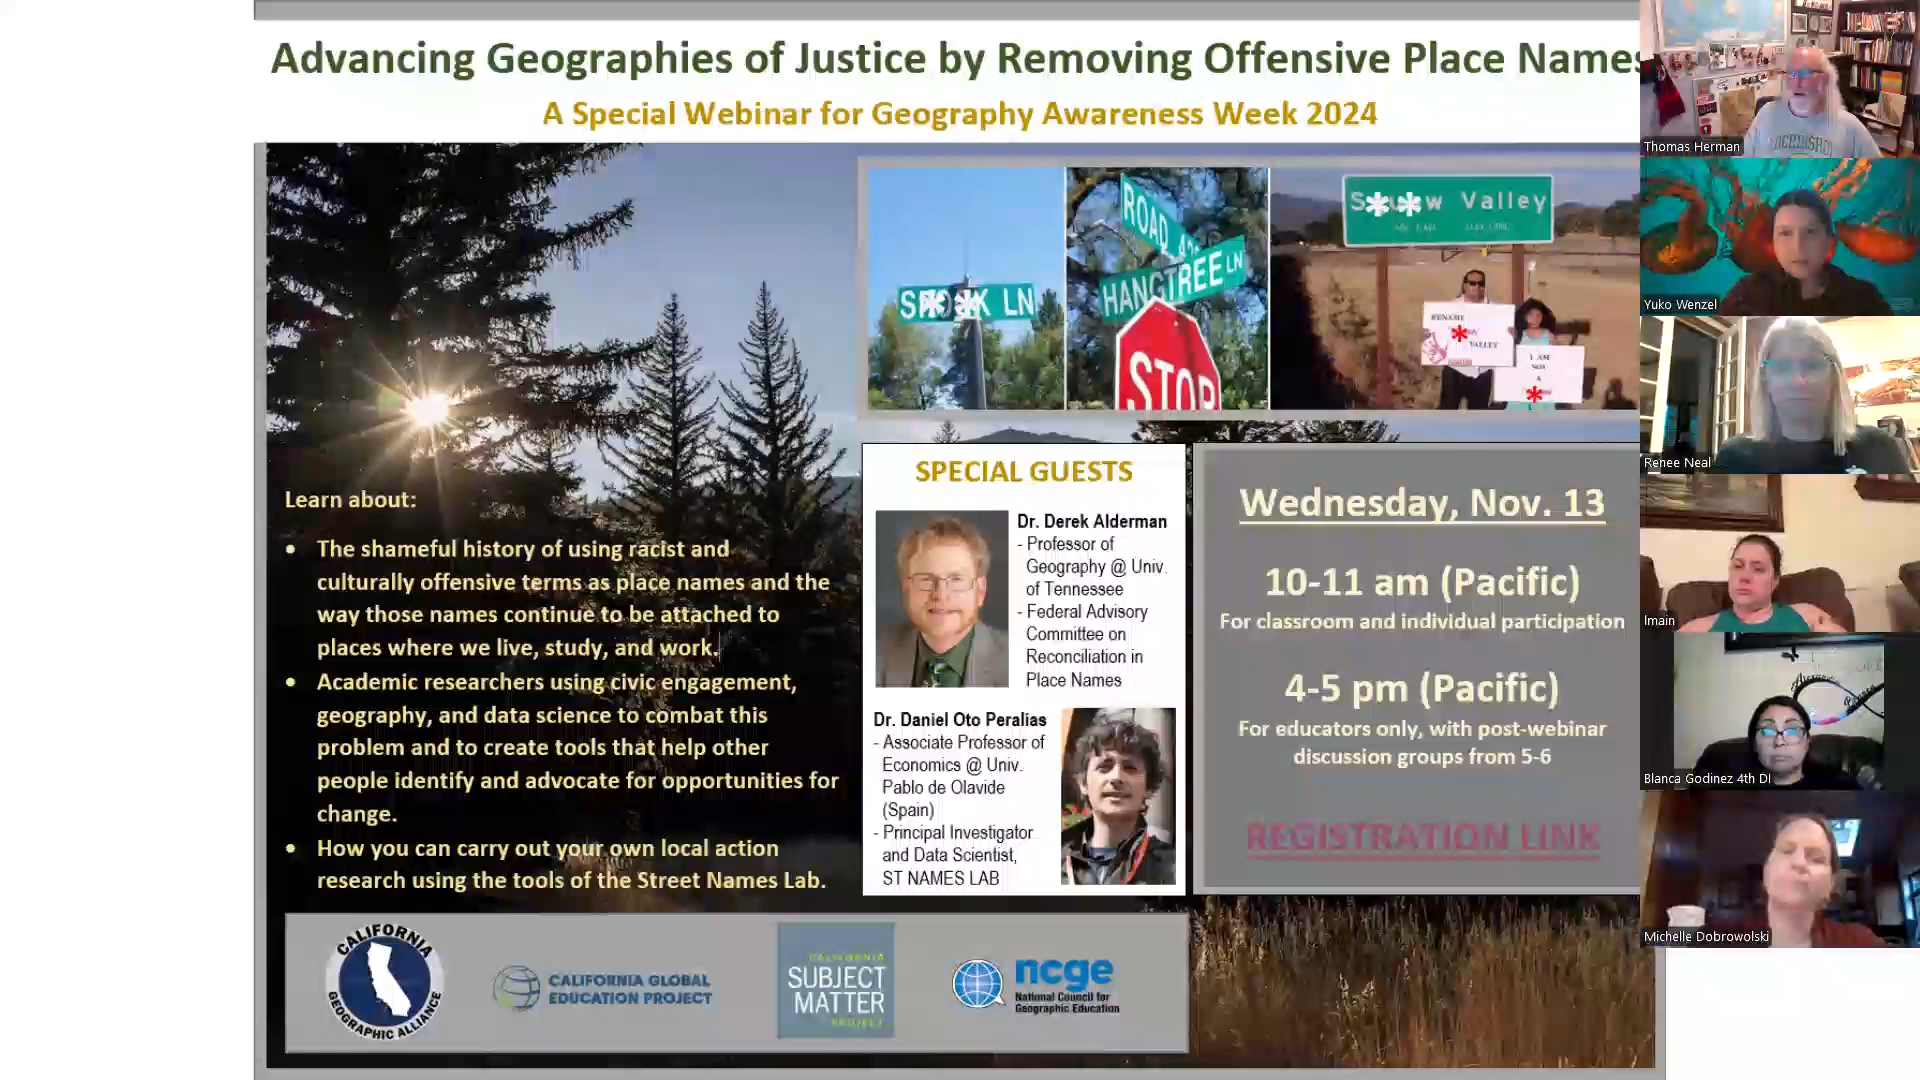 Advancing Geographies of Justice by Removing Offensive Place Names
A Special Webinar for Geography Awareness Week 2024
S**K LN
ROAD 42
HANGTREE LN
STOP
S**w Valley
RENAME
VALLEY
I AM
NOT
A
Learn about:
• The shameful history of using racist and
culturally offensive terms as place names and the
way those names continue to be attached to
places where we live, study, and work.
• Academic researchers using civic engagement,
geography, and data science to combat this
problem and to create tools that help other
people identify and advocate for opportunities for
change.
• How you can carry out your own local action
research using the tools of the Street Names Lab.
SPECIAL GUESTS
Dr. Derek Alderman
- Professor of
Geography @ Univ.
of Tennessee
- Federal Advisory
Committee on
Reconciliation in
Place Names
Dr. Daniel Oto Peralias
- Associate Professor of
Economics @ Univ.
Pablo de Olavide
(Spain)
- Principal Investigator
and Data Scientist,
ST NAMES LAB
Wednesday, Nov. 13
10-11 am (Pacific)
For classroom and individual participation
4-5 pm (Pacific)
For educators only, with post-webinar
discussion groups from 5-6
REGISTRATION LINK
CALIFORNIA
GEOGRAPHIC ALLIANCE
CALIFORNIA GLOBAL
EDUCATION PROJECT
CALIFORNIA
SUBJECT
MATTER
PROJECT
ncge
National Council for
Geographic Education
Thomas Herman
Yuko Wenzel
Renee Neal
lmain
Blanca Godinez 4th DI
Michelle Dobrowolski